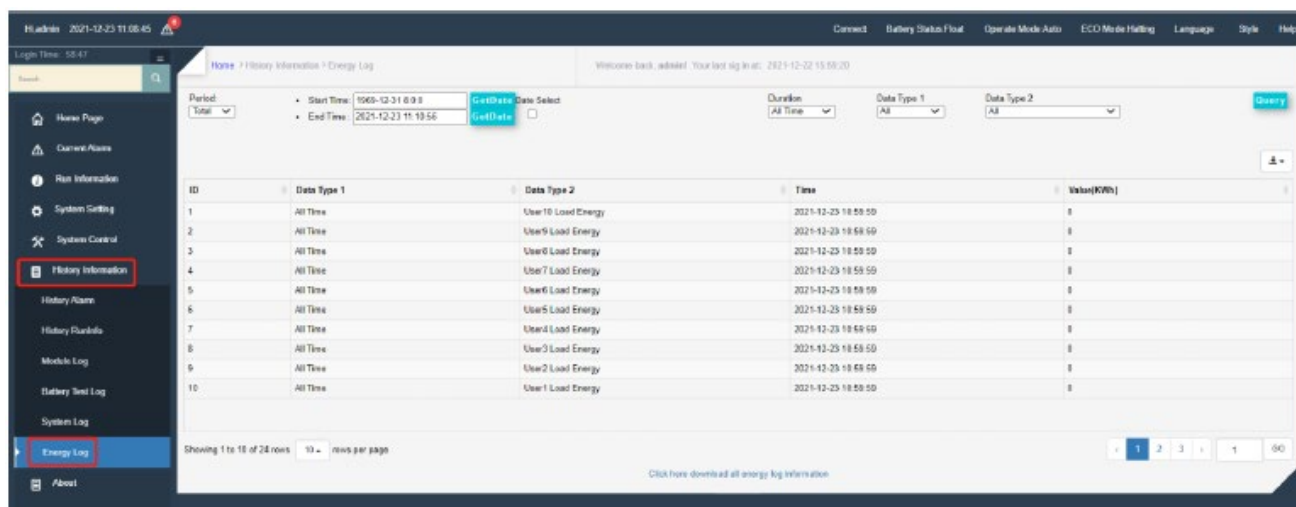 Hi,admin 2021-12-23 11:08:45 6 Connect Battery Status:Float Operate Mode:Auto ECO Mode:Halting Language Style Help
Login Time: 58:47
Search
Home > History Information > Energy Log Welcome back, admin! Your last sig in at: 2021-12-22 15:59:20
Period: Start Time: 1969-12-31 8:0:0 GetDate Date Select Duration Data Type 1 Data Type 2 Query
Total End Time: 2021-12-23 11:10:56 GetDate All Time All All
Home Page
Current Alarm
Run Information
System Setting
System Control
History Information
History Alarm
History RunInfo
Module Log
Battery Test Log
System Log
Energy Log
About
ID Data Type 1 Data Type 2 Time Value(KWh)
1 All Time User10 Load Energy 2021-12-23 10:59:59 0
2 All Time User9 Load Energy 2021-12-23 10:59:59 0
3 All Time User8 Load Energy 2021-12-23 10:59:59 0
4 All Time User7 Load Energy 2021-12-23 10:59:59 0
5 All Time User6 Load Energy 2021-12-23 10:59:59 0
6 All Time User5 Load Energy 2021-12-23 10:59:59 0
7 All Time User4 Load Energy 2021-12-23 10:59:59 0
8 All Time User3 Load Energy 2021-12-23 10:59:59 0
9 All Time User2 Load Energy 2021-12-23 10:59:59 0
10 All Time User1 Load Energy 2021-12-23 10:59:59 0
Showing 1 to 10 of 24 rows 10 rows per page ‹ 1 2 3 › 1 GO
Click here download all energy log information